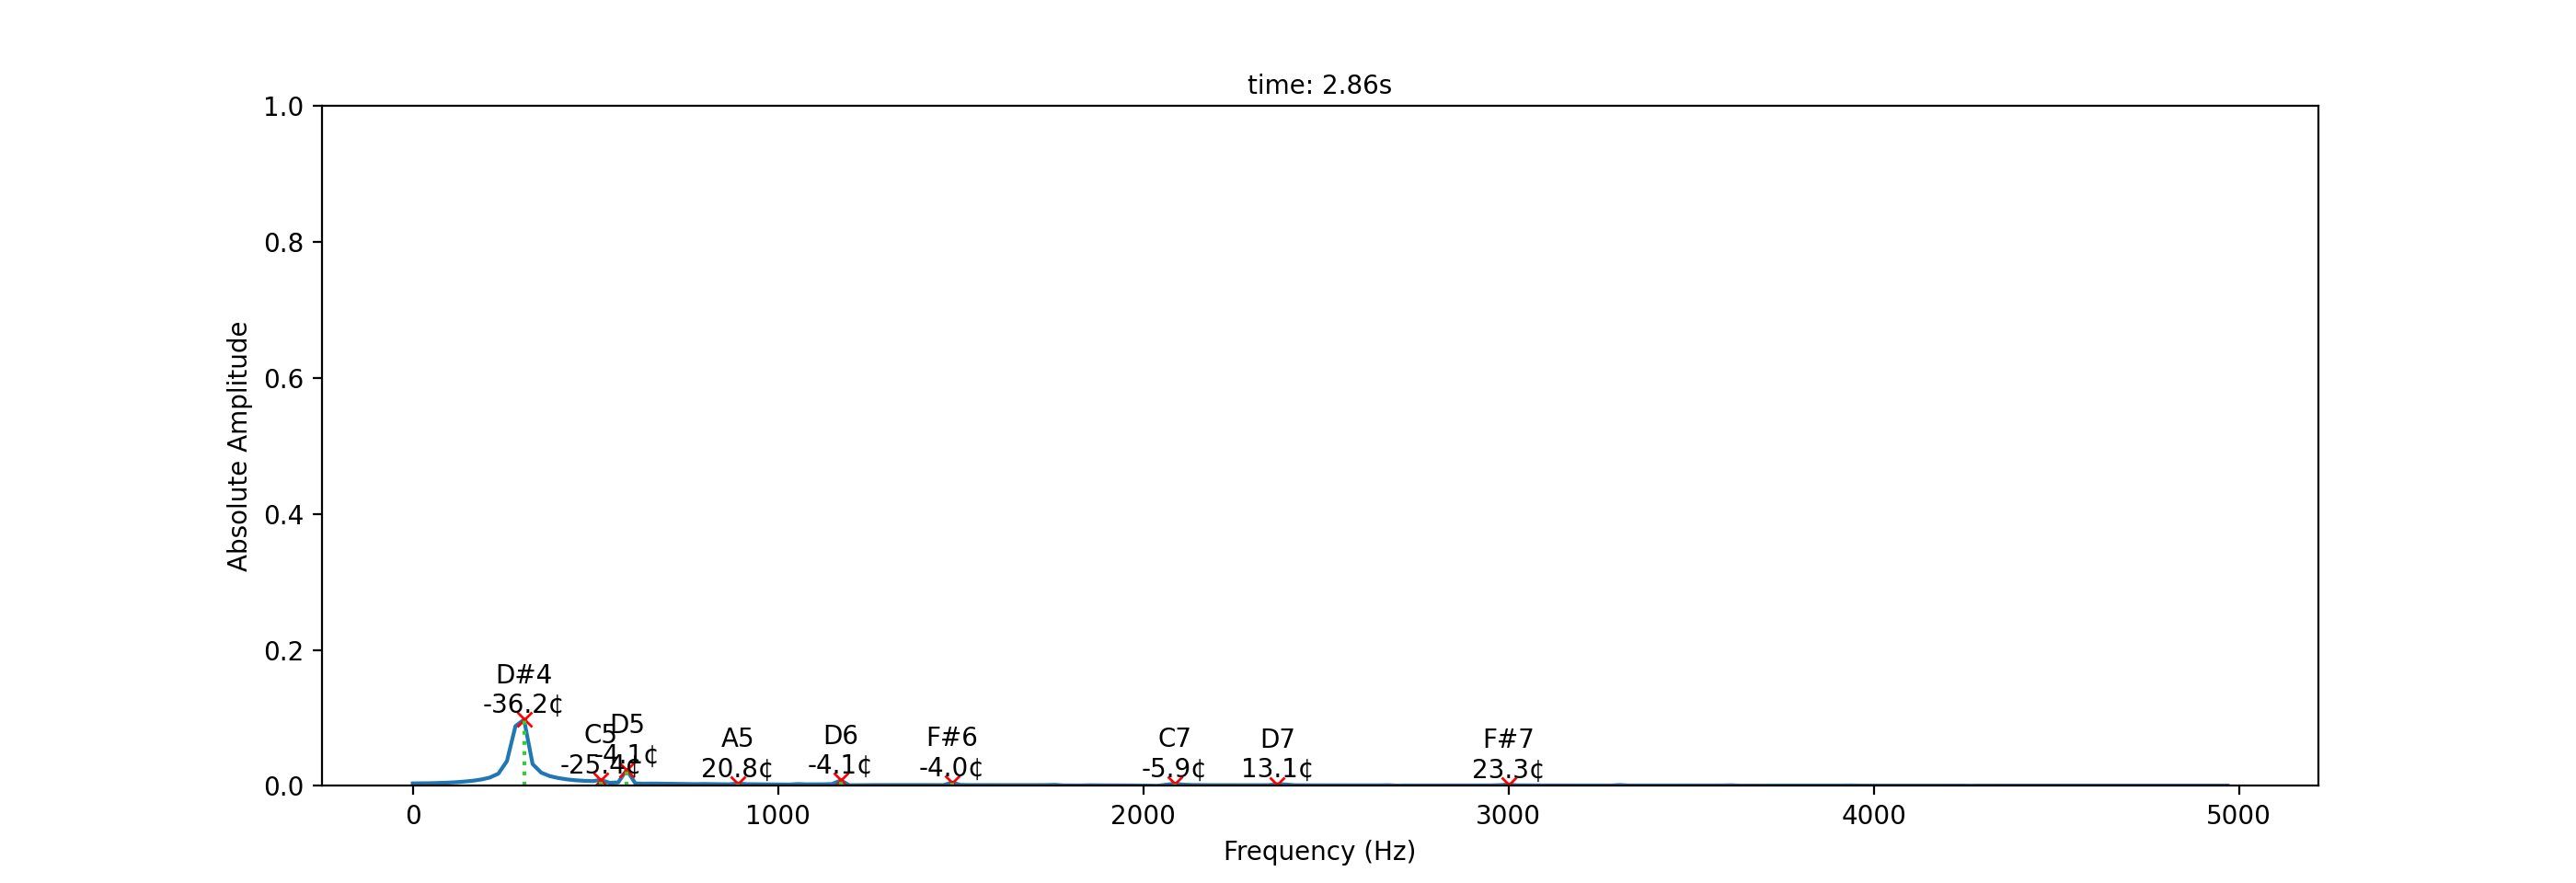 time: 2.86s
1.0
0.8
0.6
0.4
0.2
0.0
Absolute Amplitude
D#4
-36.2¢
C5
-25.4¢
D5
-4.1¢
A5
20.8¢
D6
-4.1¢
F#6
-4.0¢
C7
-5.9¢
D7
13.1¢
F#7
23.3¢
0 1000 2000 3000 4000 5000
Frequency (Hz)